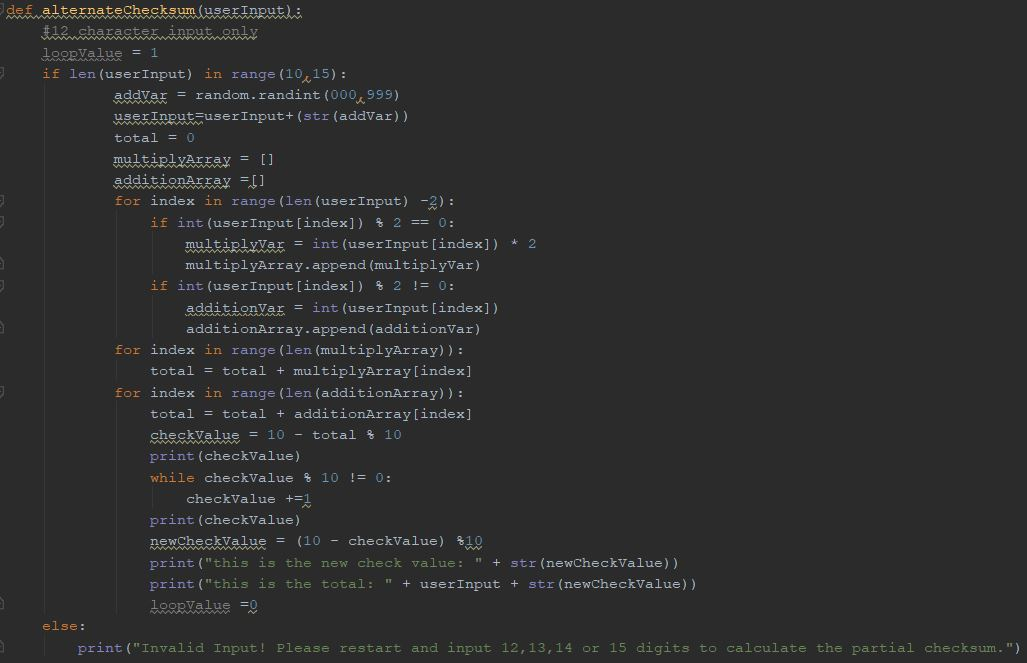 def alternateChecksum(userInput):
    #12 character input only
    loopValue = 1
    if len(userInput) in range(10,15):
            addVar = random.randint(000,999)
            userInput=userInput+(str(addVar))
            total = 0
            multiplyArray = []
            additionArray =[]
            for index in range(len(userInput) -2):
                if int(userInput[index]) % 2 == 0:
                    multiplyVar = int(userInput[index]) * 2
                    multiplyArray.append(multiplyVar)
                if int(userInput[index]) % 2 != 0:
                    additionVar = int(userInput[index])
                    additionArray.append(additionVar)
            for index in range(len(multiplyArray)):
                total = total + multiplyArray[index]
            for index in range(len(additionArray)):
                total = total + additionArray[index]
                checkValue = 10 - total % 10
                print(checkValue)
                while checkValue % 10 != 0:
                    checkValue +=1
                print(checkValue)
                newCheckValue = (10 - checkValue) %10
                print("this is the new check value: " + str(newCheckValue))
                print("this is the total: " + userInput + str(newCheckValue))
                loopValue =0
    else:
        print("Invalid Input! Please restart and input 12,13,14 or 15 digits to calculate the partial checksum.")